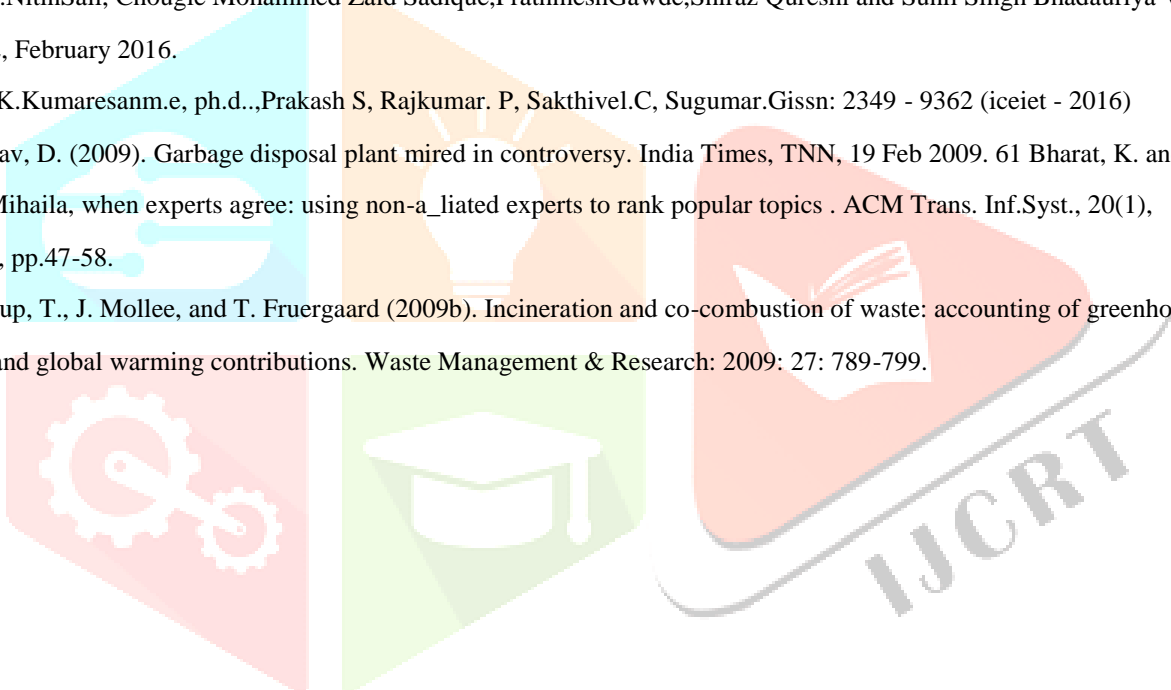 .NitinSall, Chougle Mohammed Zaid Sadique,PrathmeshGawde,Shiraz Qureshi and Sunil Singh Bhadauriya
, February 2016.
K.Kumaresanm.e, ph.d..,Prakash S, Rajkumar. P, Sakthivel.C, Sugumar.Gissn: 2349 - 9362 (iceiet - 2016)
av, D. (2009). Garbage disposal plant mired in controversy. India Times, TNN, 19 Feb 2009. 61 Bharat, K. an
Mihaila, when experts agree: using non-a_liated experts to rank popular topics . ACM Trans. Inf.Syst., 20(1),
, pp.47-58.
up, T., J. Mollee, and T. Fruergaard (2009b). Incineration and co-combustion of waste: accounting of greenho
and global warming contributions. Waste Management & Research: 2009: 27: 789-799.
IJCRT